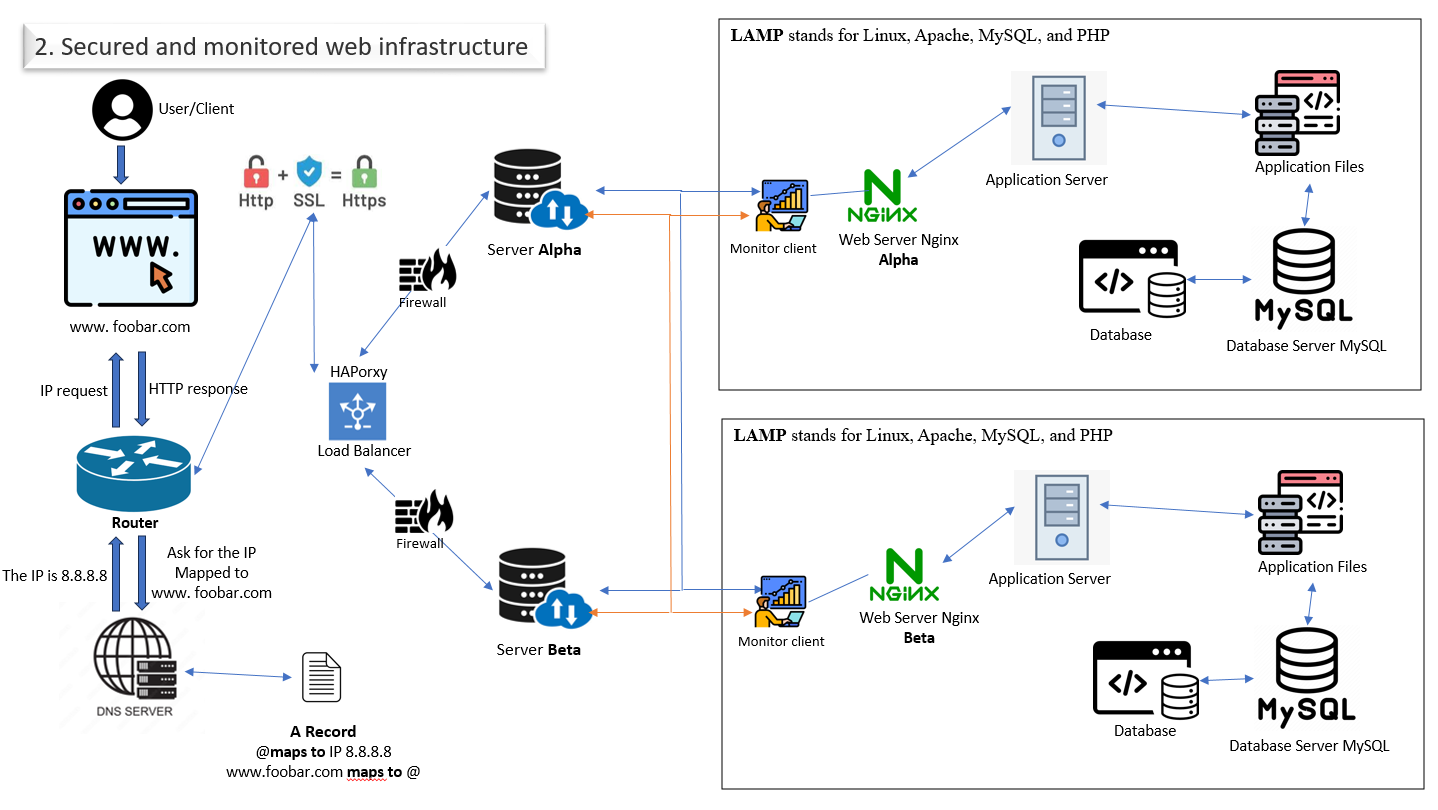 2. Secured and monitored web infrastructure
User/Client
www.
www. foobar.com
IP request
HTTP response
Router
The IP is 8.8.8.8
Ask for the IP
Mapped to
www. foobar.com
DNS SERVER
A Record
@maps to IP 8.8.8.8
www.foobar.com maps to @
Http + SSL = Https
Firewall
HAPorxy
Load Balancer
Firewall
Server Alpha
Server Beta
LAMP stands for Linux, Apache, MySQL, and PHP
Monitor client
NGINX
Web Server Nginx
Alpha
Application Server
</>
Application Files
</>
Database
MySQL
Database Server MySQL
LAMP stands for Linux, Apache, MySQL, and PHP
Monitor client
NGINX
Web Server Nginx
Beta
Application Server
</>
Application Files
</>
Database
MySQL
Database Server MySQL